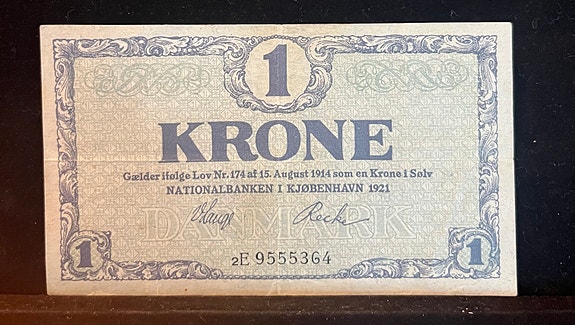 1
KRONE
Gælder ifølge Lov Nr. 174 af 15. August 1914 som en Krone i Sølv
NATIONALBANKEN I KJØBENHAVN 1921
DANMARK
V Lange
2E 9555364
1 1